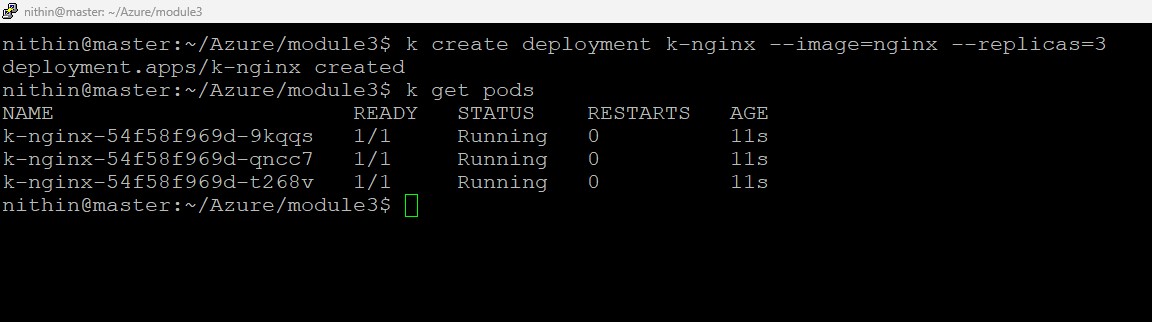 nithin@master: ~/Azure/module3
nithin@master:~/Azure/module3$ k create deployment k-nginx --image=nginx --replicas=3
deployment.apps/k-nginx created
nithin@master:~/Azure/module3$ k get pods
NAME                       READY   STATUS    RESTARTS   AGE
k-nginx-54f58f969d-9kqqs   1/1     Running   0          11s
k-nginx-54f58f969d-qncc7   1/1     Running   0          11s
k-nginx-54f58f969d-t268v   1/1     Running   0          11s
nithin@master:~/Azure/module3$